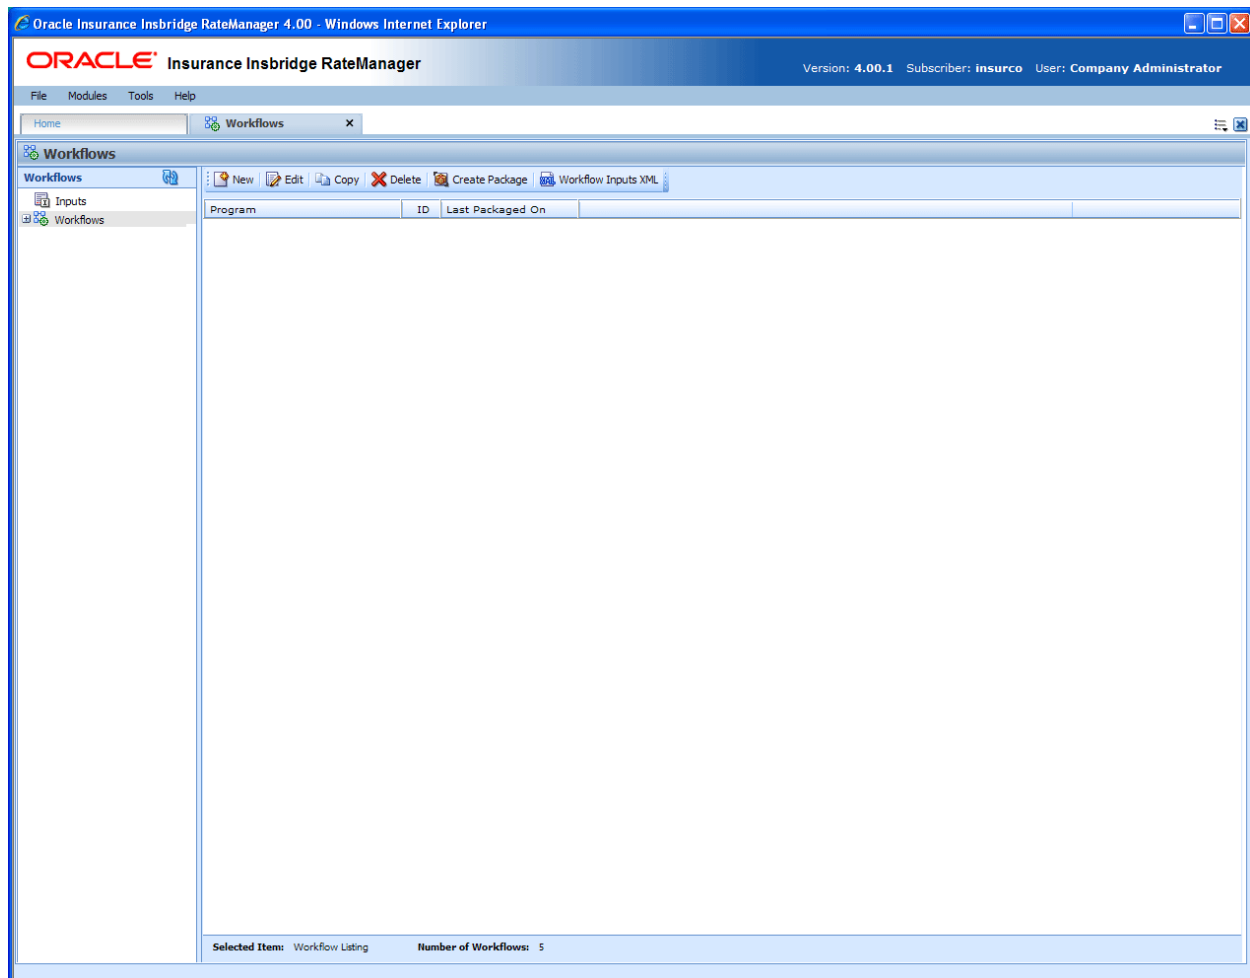 Oracle Insurance Insbridge RateManager 4.00 - Windows Internet Explorer
ORACLE Insurance Insbridge RateManager
Version: 4.00.1 Subscriber: insurco User: Company Administrator
File Modules Tools Help
Home Workflows
Workflows
Workflows
New Edit Copy Delete Create Package Workflow Inputs XML
Inputs
Workflows
Program ID Last Packaged On
Selected Item: Workflow Listing Number of Workflows: 5